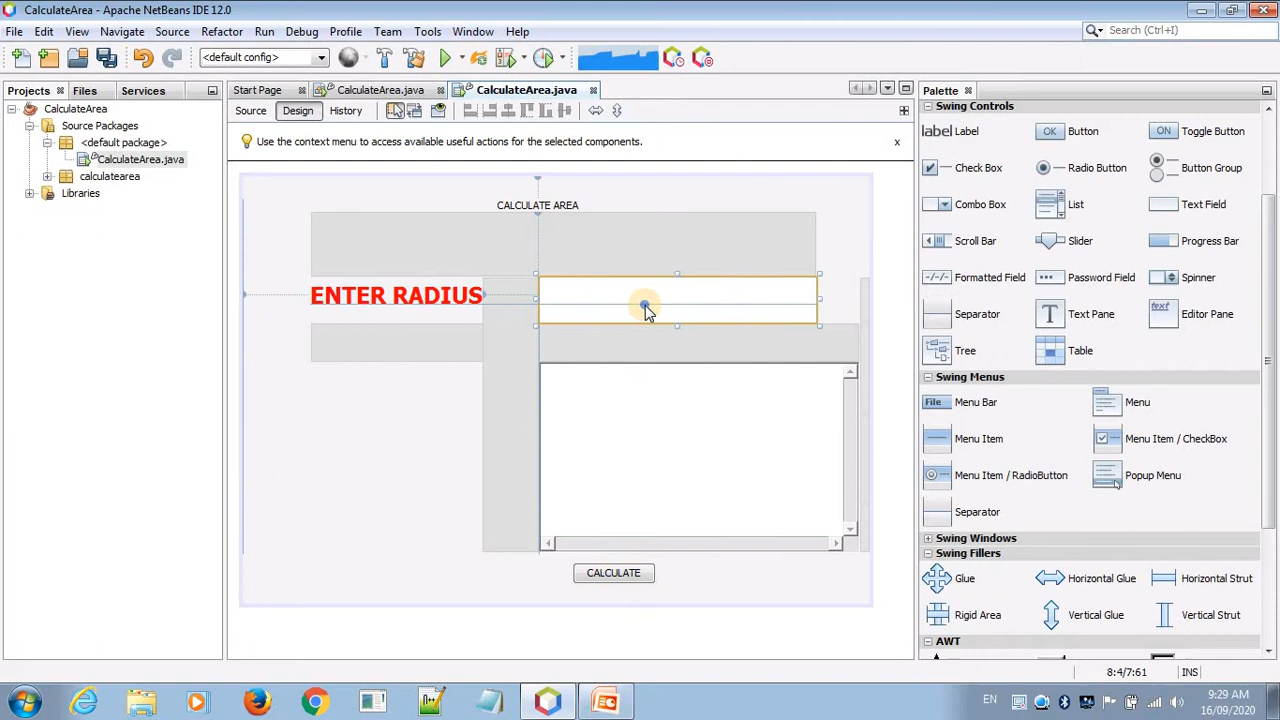 CalculateArea - Apache NetBeans IDE 12.0
File Edit View Navigate Source Refactor Run Debug Profile Team Tools Window Help
Search (Ctrl+I)
<default config>
Projects Files Services
CalculateArea
Source Packages
<default package>
CalculateArea.java
calculatearea
Libraries
Start Page CalculateArea.java CalculateArea.java
Source Design History
Use the context menu to access available useful actions for the selected components.
x
CALCULATE AREA
ENTER RADIUS
CALCULATE
Palette
Swing Controls
label Label OK Button ON Toggle Button
Check Box Radio Button Button Group
Combo Box List Text Field
Scroll Bar Slider Progress Bar
-/-/- Formatted Field Password Field Spinner
Separator T Text Pane text Editor Pane
Tree Table
Swing Menus
File Menu Bar Menu
Menu Item Menu Item / CheckBox
Menu Item / RadioButton Popup Menu
Separator
Swing Windows
Swing Fillers
Glue Horizontal Glue Horizontal Strut
Rigid Area Vertical Glue Vertical Strut
AWT
8:4/7:61 INS
EN
9:29 AM
16/09/2020